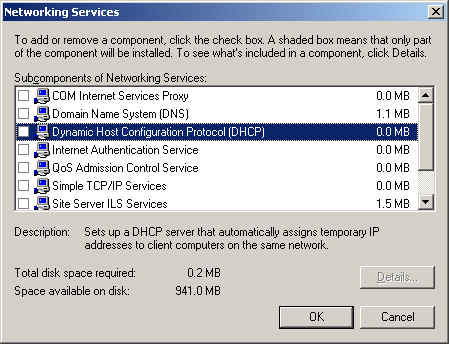 Networking Services
To add or remove a component, click the check box. A shaded box means that only part
of the component will be installed. To see what's included in a component, click Details.
Subcomponents of Networking Services:
COM Internet Services Proxy 0.0 MB
Domain Name System (DNS) 1.1 MB
Dynamic Host Configuration Protocol (DHCP) 0.0 MB
Internet Authentication Service 0.0 MB
QoS Admission Control Service 0.0 MB
Simple TCP/IP Services 0.0 MB
Site Server ILS Services 1.5 MB
Description: Sets up a DHCP server that automatically assigns temporary IP
addresses to client computers on the same network.
Total disk space required: 0.2 MB
Details...
Space available on disk: 941.0 MB
OK Cancel